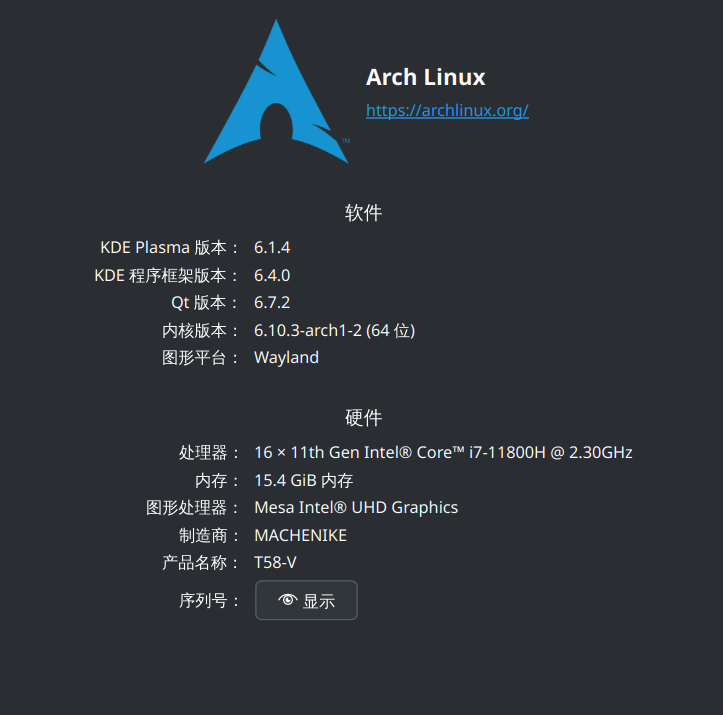 Arch Linux
https://archlinux.org/
™
软件
KDE Plasma 版本： 6.1.4
KDE 程序框架版本： 6.4.0
Qt 版本： 6.7.2
内核版本： 6.10.3-arch1-2 (64 位)
图形平台： Wayland
硬件
处理器： 16 × 11th Gen Intel® Core™ i7-11800H @ 2.30GHz
内存： 15.4 GiB 内存
图形处理器： Mesa Intel® UHD Graphics
制造商： MACHENIKE
产品名称： T58-V
序列号： 显示